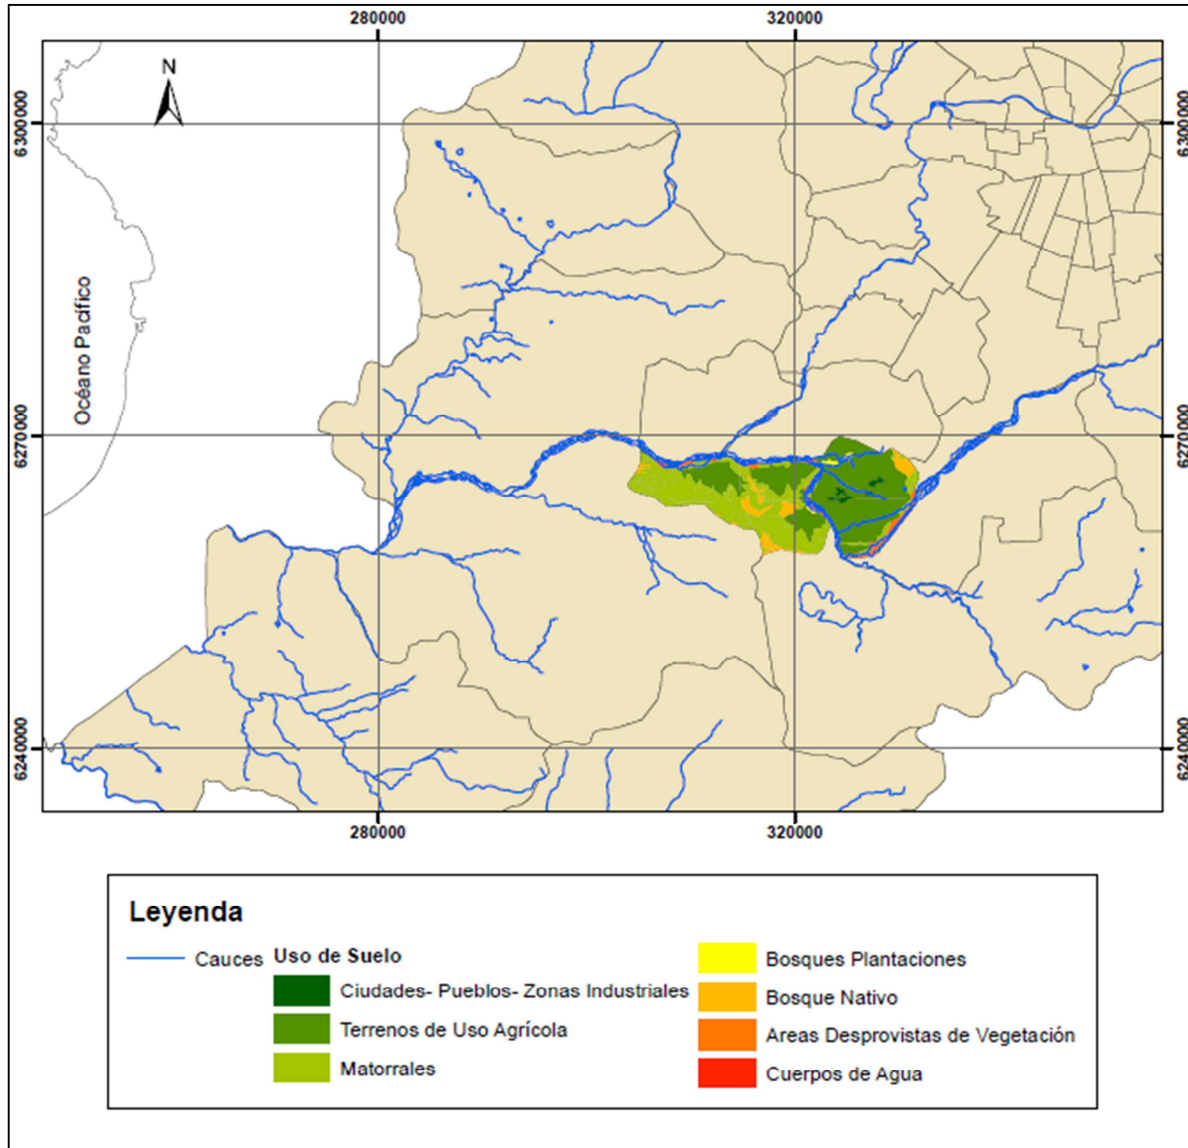 280000 320000
N
6300000 6300000
Océano Pacífico
6270000 6270000
6240000 6240000
280000 320000
Leyenda
Cauces
Uso de Suelo
Ciudades- Pueblos- Zonas Industriales
Terrenos de Uso Agrícola
Matorrales
Bosques Plantaciones
Bosque Nativo
Areas Desprovistas de Vegetación
Cuerpos de Agua